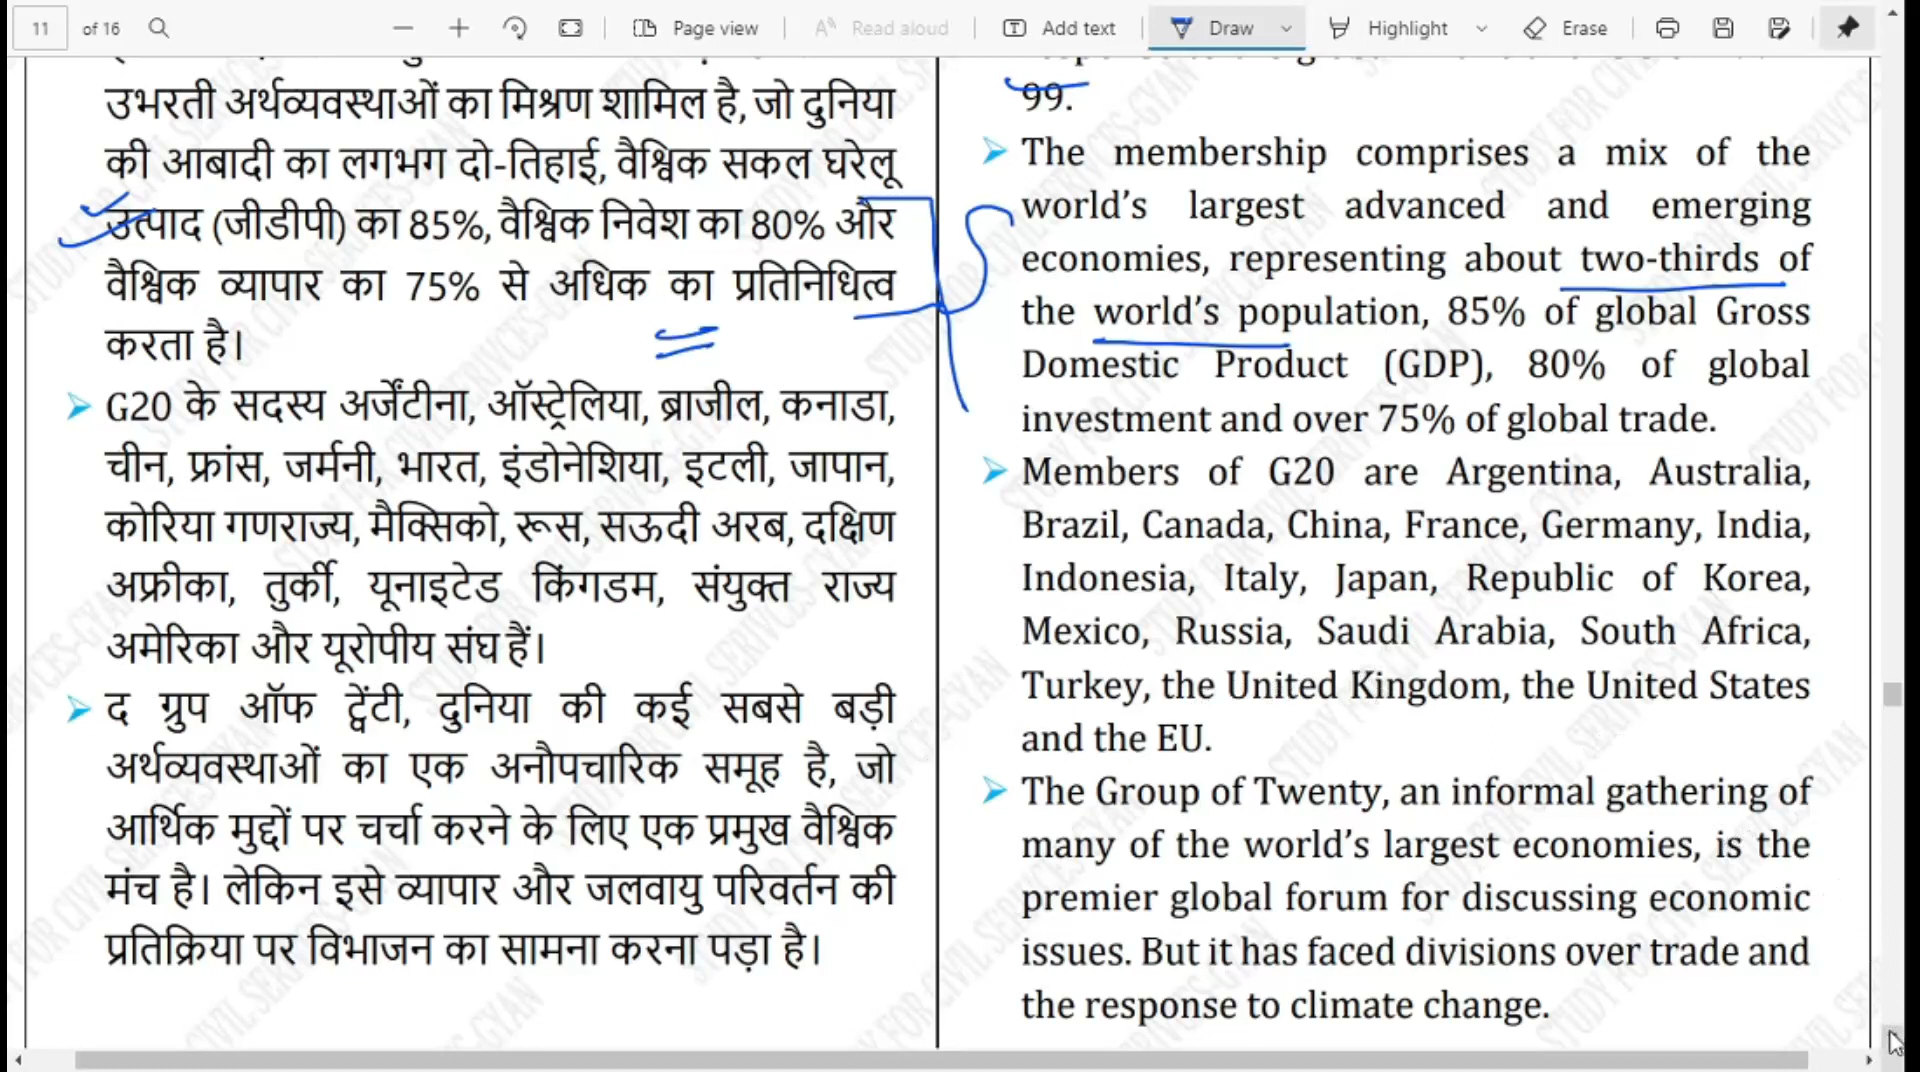 11 of 16 Page view Read aloud Add text Draw Highlight Erase
उभरती अर्थव्यवस्थाओं का मिश्रण शामिल है, जो दुनिया
की आबादी का लगभग दो-तिहाई, वैश्विक सकल घरेलू
उत्पाद (जीडीपी) का 85%, वैश्विक निवेश का 80% और
वैश्विक व्यापार का 75% से अधिक का प्रतिनिधित्व
करता है।
G20 के सदस्य अर्जेंटीना, ऑस्ट्रेलिया, ब्राजील, कनाडा,
चीन, फ्रांस, जर्मनी, भारत, इंडोनेशिया, इटली, जापान,
कोरिया गणराज्य, मैक्सिको, रूस, सऊदी अरब, दक्षिण
अफ्रीका, तुर्की, यूनाइटेड किंगडम, संयुक्त राज्य
अमेरिका और यूरोपीय संघ हैं।
द ग्रुप ऑफ ट्वेंटी, दुनिया की कई सबसे बड़ी
अर्थव्यवस्थाओं का एक अनौपचारिक समूह है, जो
आर्थिक मुद्दों पर चर्चा करने के लिए एक प्रमुख वैश्विक
मंच है। लेकिन इसे व्यापार और जलवायु परिवर्तन की
प्रतिक्रिया पर विभाजन का सामना करना पड़ा है।
99.
The membership comprises a mix of the
world's largest advanced and emerging
economies, representing about two-thirds of
the world's population, 85% of global Gross
Domestic Product (GDP), 80% of global
investment and over 75% of global trade.
Members of G20 are Argentina, Australia,
Brazil, Canada, China, France, Germany, India,
Indonesia, Italy, Japan, Republic of Korea,
Mexico, Russia, Saudi Arabia, South Africa,
Turkey, the United Kingdom, the United States
and the EU.
The Group of Twenty, an informal gathering of
many of the world's largest economies, is the
premier global forum for discussing economic
issues. But it has faced divisions over trade and
the response to climate change.
STUDY FOR CIVIL SERIVCES-GYAN